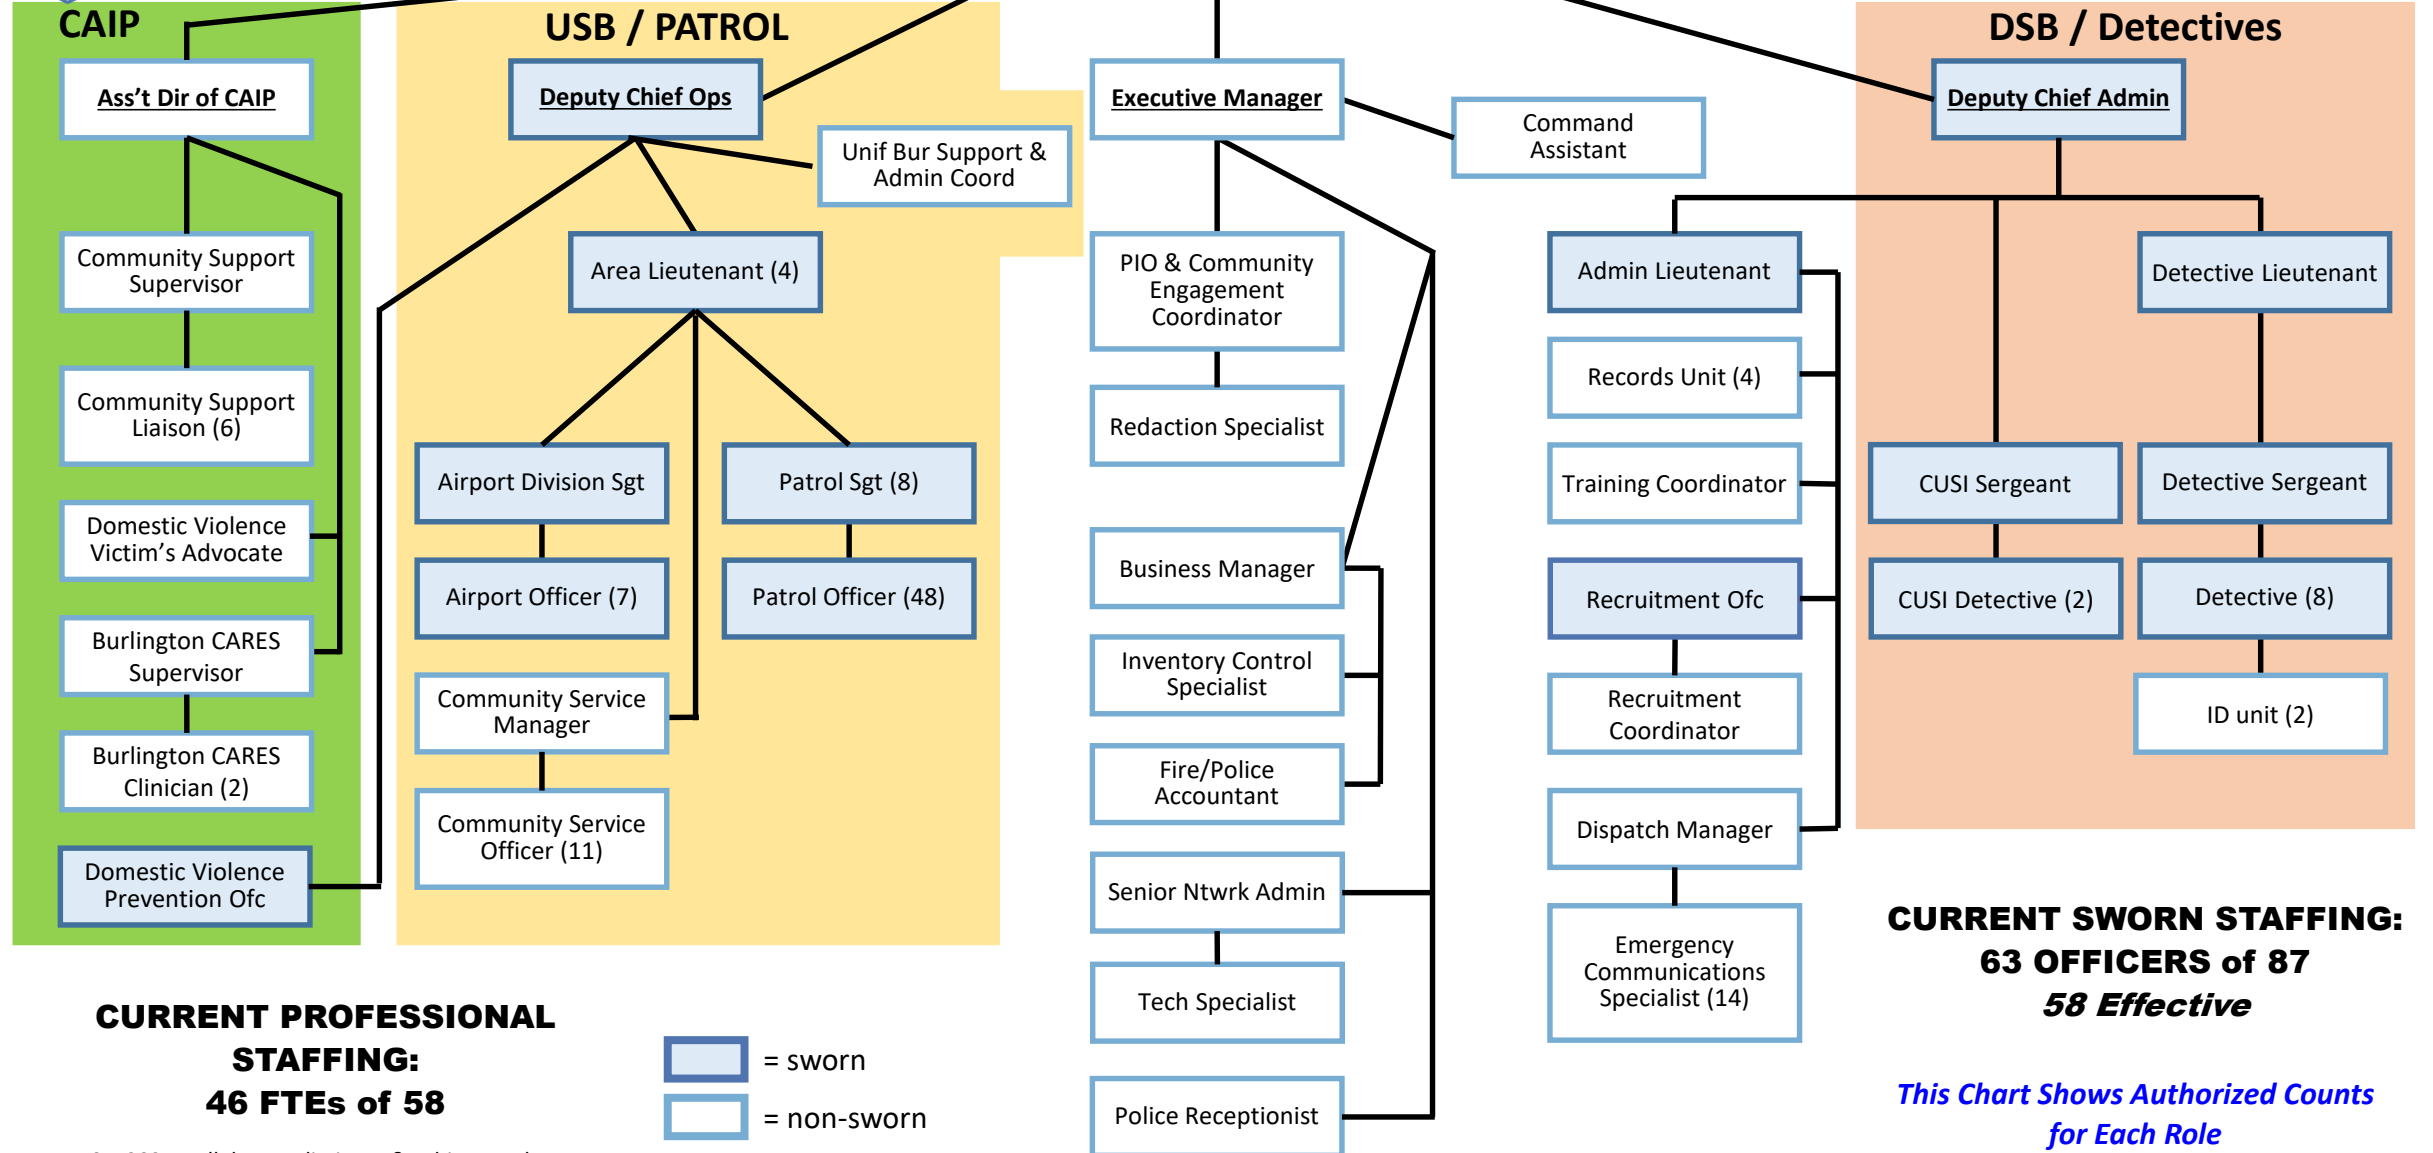 CAIP
Ass't Dir of CAIP
Community Support
Supervisor
Community Support
Liaison (6)
Domestic Violence
Victim's Advocate
Burlington CARES
Supervisor
Burlington CARES
Clinician (2)
Domestic Violence
Prevention Ofc
USB / PATROL
Deputy Chief Ops
Unif Bur Support &
Admin Coord
Area Lieutenant (4)
Airport Division Sgt
Patrol Sgt (8)
Airport Officer (7)
Patrol Officer (48)
Community Service
Manager
Community Service
Officer (11)
Executive Manager
Command
Assistant
PIO & Community
Engagement
Coordinator
Redaction Specialist
Business Manager
Inventory Control
Specialist
Fire/Police
Accountant
Senior Ntwrk Admin
Tech Specialist
Police Receptionist
DSB / Detectives
Deputy Chief Admin
Admin Lieutenant
Records Unit (4)
Training Coordinator
Recruitment Ofc
Recruitment
Coordinator
Dispatch Manager
Emergency
Communications
Specialist (14)
CUSI Sergeant
CUSI Detective (2)
Detective Lieutenant
Detective Sergeant
Detective (8)
ID unit (2)
CURRENT PROFESSIONAL
STAFFING:
46 FTEs of 58
= sworn
= non-sworn
CURRENT SWORN STAFFING:
63 OFFICERS of 87
58 Effective
This Chart Shows Authorized Counts
for Each Role